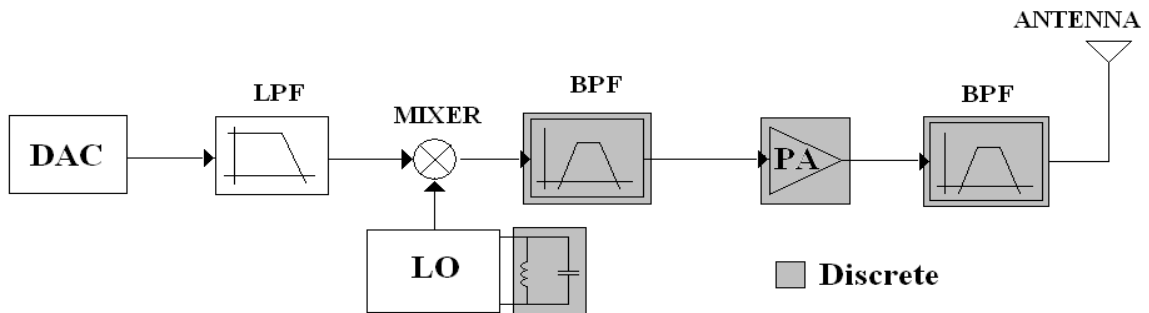 ANTENNA
LPF
BPF
BPF
MIXER
DAC
PA
LO
Discrete